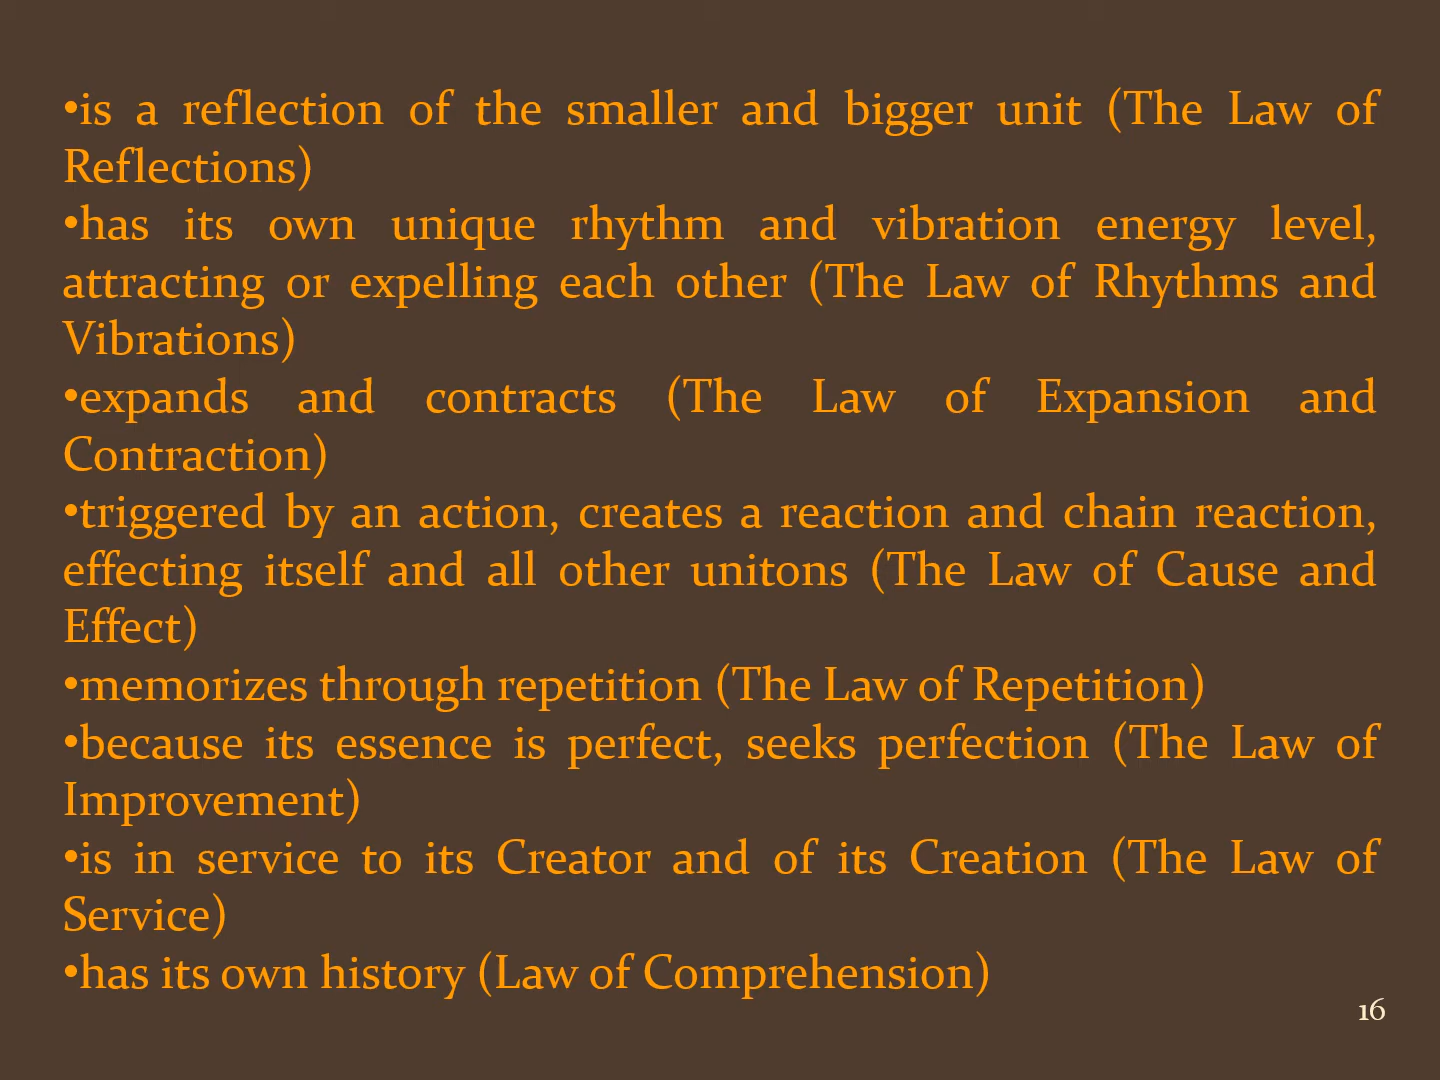 •is a reflection of the smaller and bigger unit (The Law of
Reflections)
•has its own unique rhythm and vibration energy level,
attracting or expelling each other (The Law of Rhythms and
Vibrations)
•expands and contracts (The Law of Expansion and
Contraction)
•triggered by an action, creates a reaction and chain reaction,
effecting itself and all other unitons (The Law of Cause and
Effect)
•memorizes through repetition (The Law of Repetition)
•because its essence is perfect, seeks perfection (The Law of
Improvement)
•is in service to its Creator and of its Creation (The Law of
Service)
•has its own history (Law of Comprehension)
16